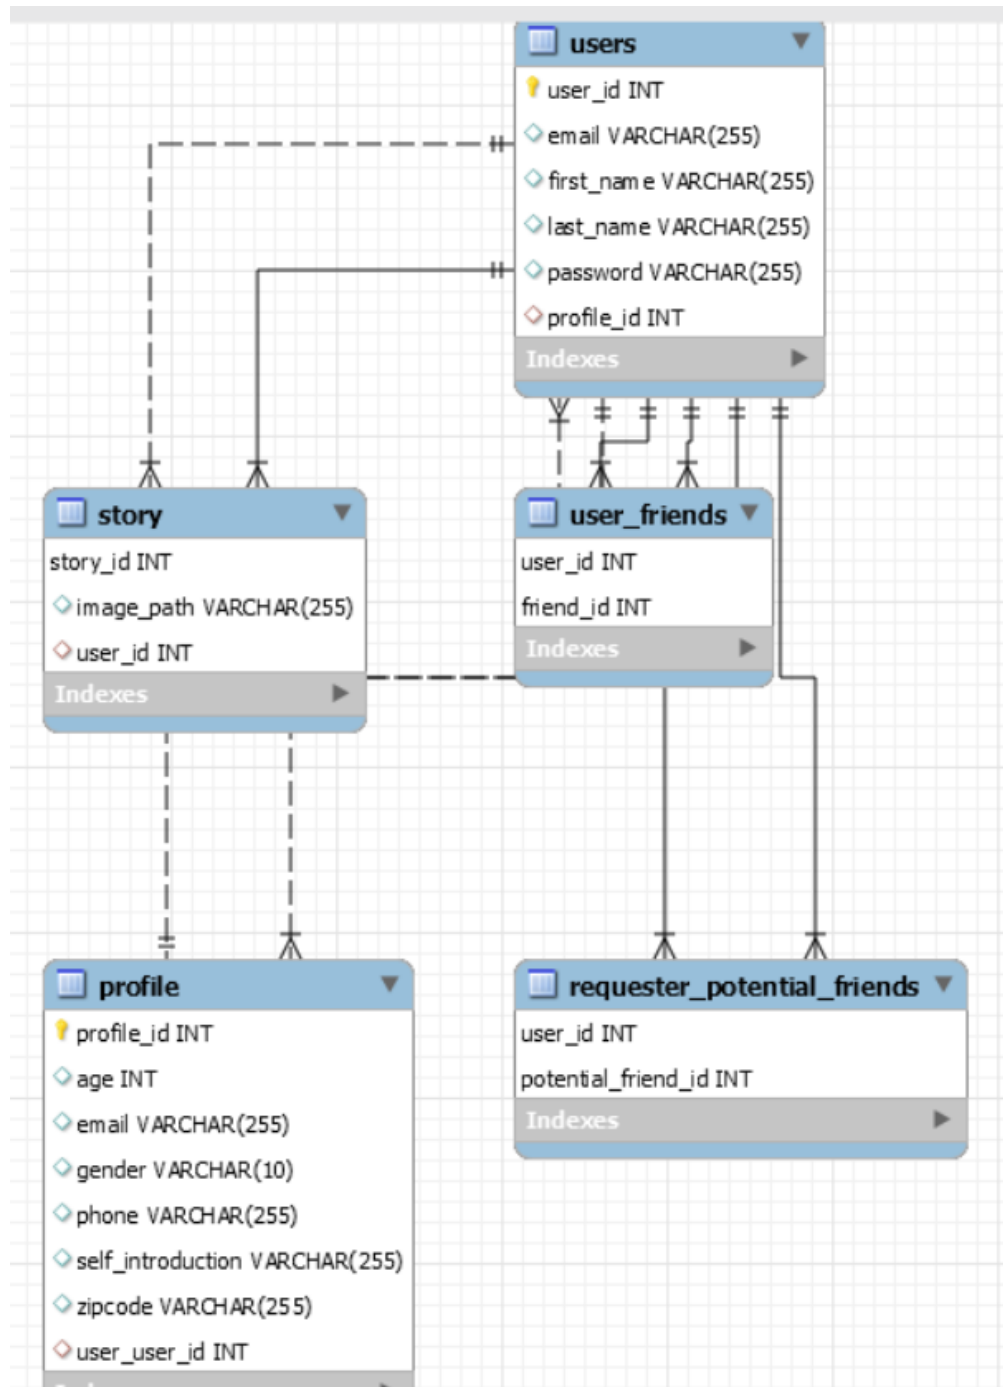 users
user_id INT
email VARCHAR(255)
first_name VARCHAR(255)
last_name VARCHAR(255)
password VARCHAR(255)
profile_id INT
Indexes
story
story_id INT
image_path VARCHAR(255)
user_id INT
Indexes
user_friends
user_id INT
friend_id INT
Indexes
profile
profile_id INT
age INT
email VARCHAR(255)
gender VARCHAR(10)
phone VARCHAR(255)
self_introduction VARCHAR(255)
zipcode VARCHAR(255)
user_user_id INT
requester_potential_friends
user_id INT
potential_friend_id INT
Indexes